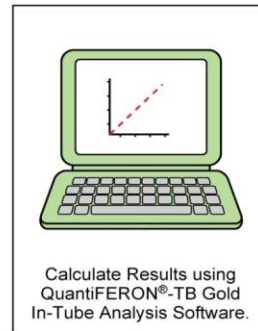 Calculate Results using
QuantiFERON®-TB Gold
In-Tube Analysis Software.